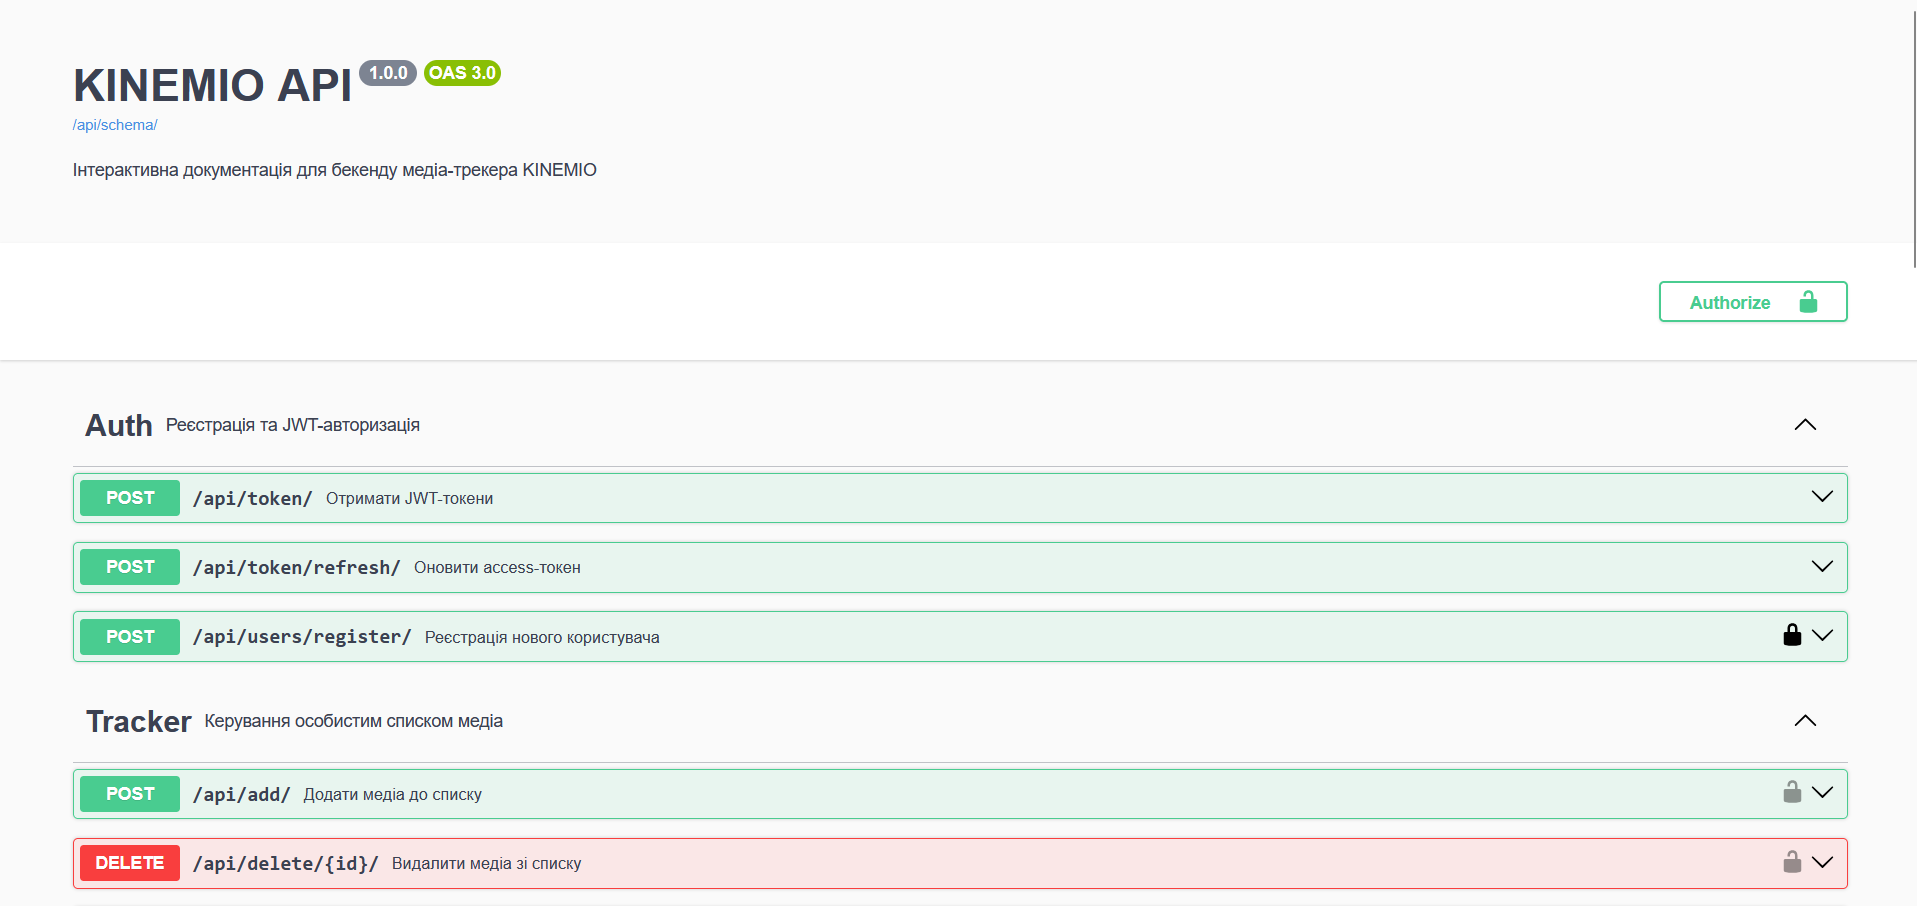 KINEMIO API 1.0.0 OAS 3.0
/api/schema/
Інтерактивна документація для бекенду медіа-трекера KINEMIO
Authorize
Auth Реєстрація та JWT-авторизація
POST /api/token/ Отримати JWT-токени
POST /api/token/refresh/ Оновити access-токен
POST /api/users/register/ Реєстрація нового користувача
Tracker Керування особистим списком медіа
POST /api/add/ Додати медіа до списку
DELETE /api/delete/{id}/ Видалити медіа зі списку